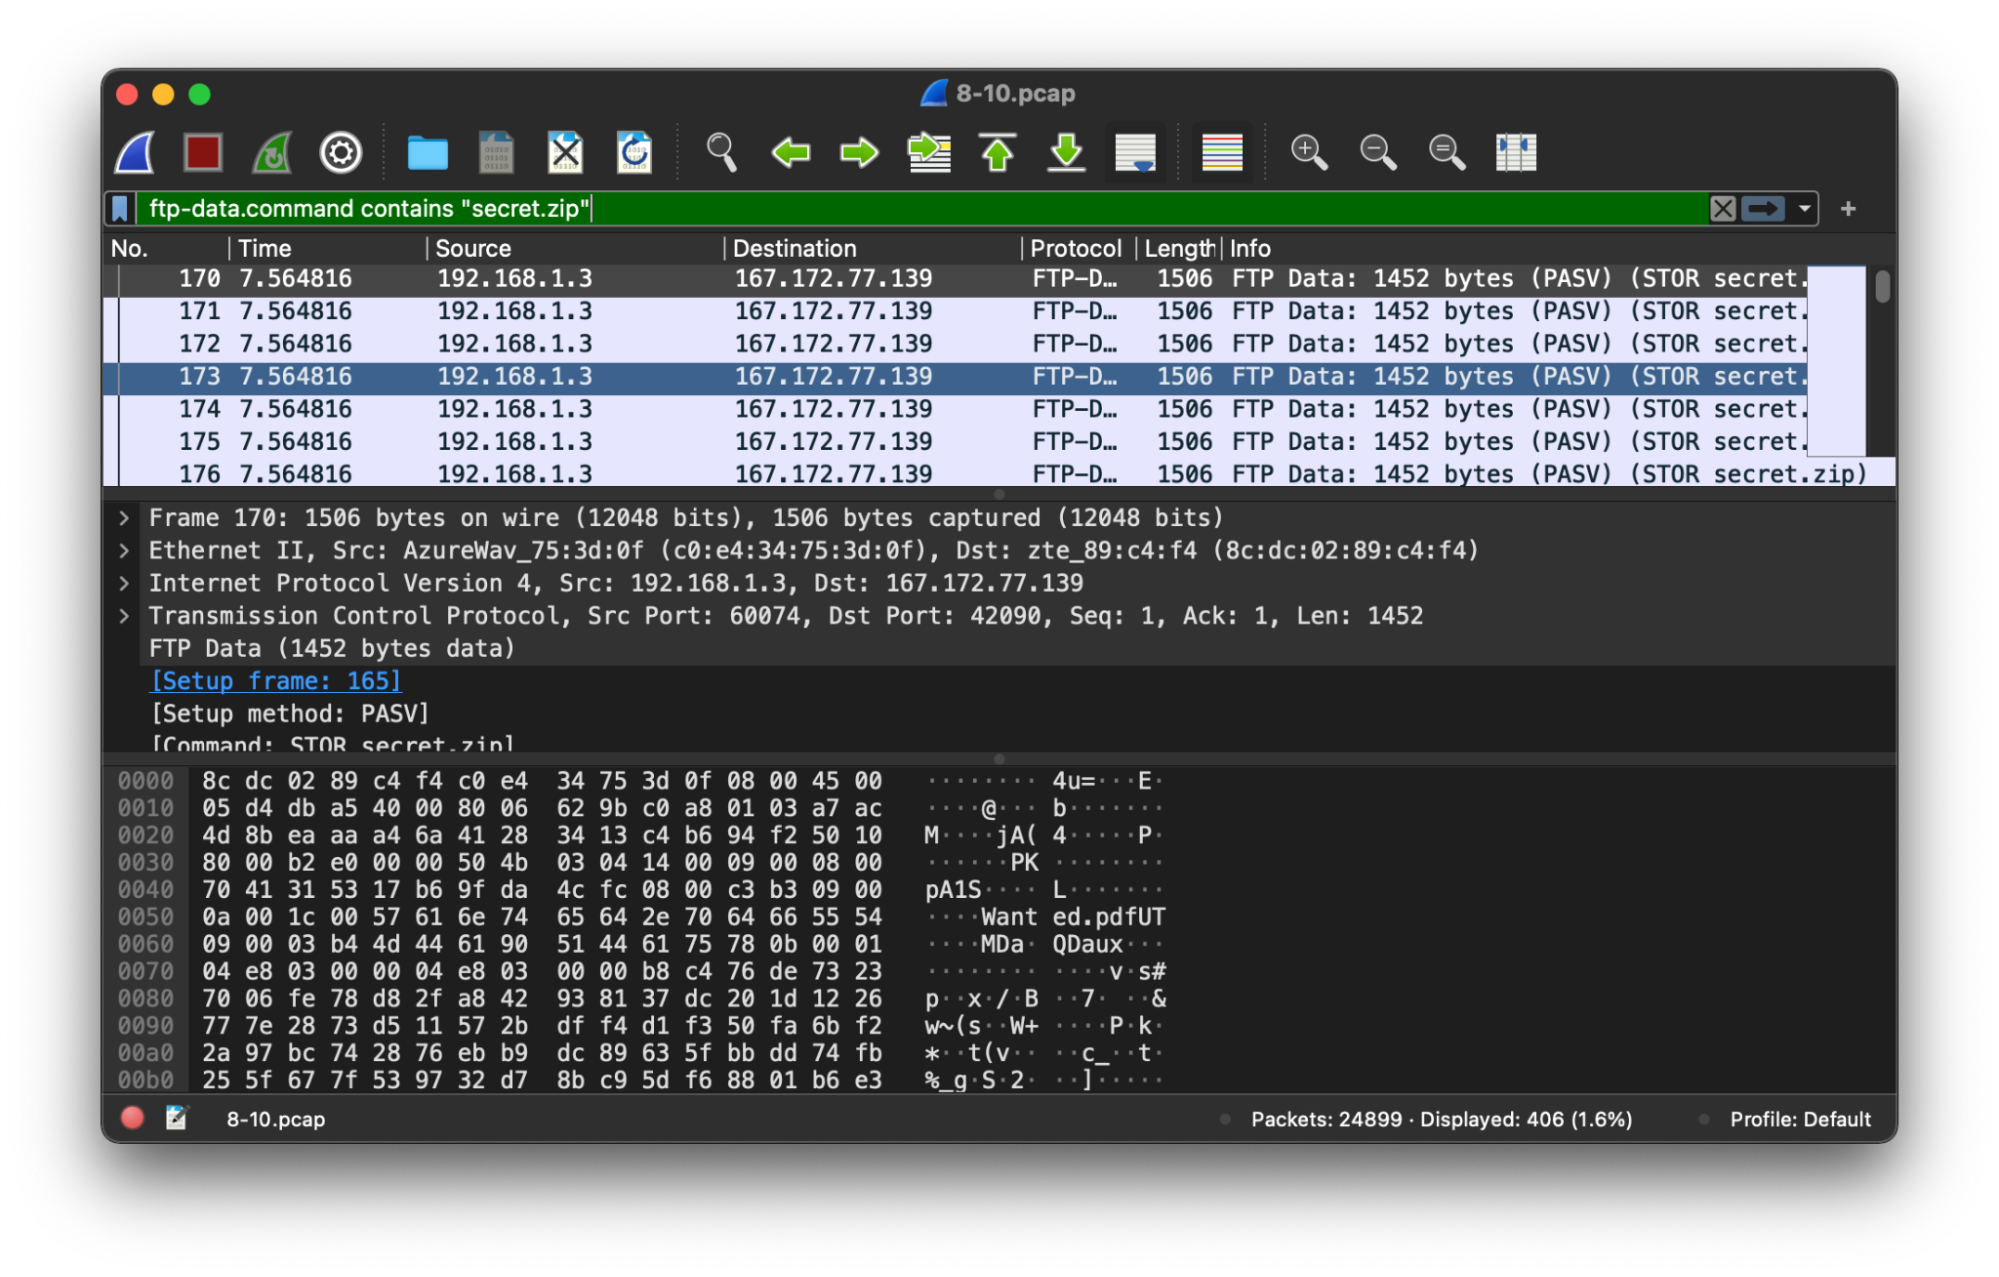 8-10.pcap
ftp-data.command contains "secret.zip"
No. Time Source Destination Protocol Length Info
170 7.564816 192.168.1.3 167.172.77.139 FTP-D… 1506 FTP Data: 1452 bytes (PASV) (STOR secret.
171 7.564816 192.168.1.3 167.172.77.139 FTP-D… 1506 FTP Data: 1452 bytes (PASV) (STOR secret.
172 7.564816 192.168.1.3 167.172.77.139 FTP-D… 1506 FTP Data: 1452 bytes (PASV) (STOR secret.
173 7.564816 192.168.1.3 167.172.77.139 FTP-D… 1506 FTP Data: 1452 bytes (PASV) (STOR secret.
174 7.564816 192.168.1.3 167.172.77.139 FTP-D… 1506 FTP Data: 1452 bytes (PASV) (STOR secret.
175 7.564816 192.168.1.3 167.172.77.139 FTP-D… 1506 FTP Data: 1452 bytes (PASV) (STOR secret.
176 7.564816 192.168.1.3 167.172.77.139 FTP-D… 1506 FTP Data: 1452 bytes (PASV) (STOR secret.zip)
Frame 170: 1506 bytes on wire (12048 bits), 1506 bytes captured (12048 bits)
Ethernet II, Src: AzureWav_75:3d:0f (c0:e4:34:75:3d:0f), Dst: zte_89:c4:f4 (8c:dc:02:89:c4:f4)
Internet Protocol Version 4, Src: 192.168.1.3, Dst: 167.172.77.139
Transmission Control Protocol, Src Port: 60074, Dst Port: 42090, Seq: 1, Ack: 1, Len: 1452
FTP Data (1452 bytes data)
[Setup frame: 165]
[Setup method: PASV]
[Command: STOR secret.zip]
0000 8c dc 02 89 c4 f4 c0 e4 34 75 3d 0f 08 00 45 00 ········ 4u=···E·
0010 05 d4 db a5 40 00 80 06 62 9b c0 a8 01 03 a7 ac ····@··· b·······
0020 4d 8b ea aa a4 6a 41 28 34 13 c4 b6 94 f2 50 10 M····jA( 4·····P·
0030 80 00 b2 e0 00 00 50 4b 03 04 14 00 09 00 08 00 ······PK ········
0040 70 41 31 53 17 b6 9f da 4c fc 08 00 c3 b3 09 00 pA1S···· L·······
0050 0a 00 1c 00 57 61 6e 74 65 64 2e 70 64 66 55 54 ····Want ed.pdfUT
0060 09 00 03 b4 4d 44 61 90 51 44 61 75 78 0b 00 01 ····MDa· QDaux···
0070 04 e8 03 00 00 04 e8 03 00 00 b8 c4 76 de 73 23 ········ ····v·s#
0080 70 06 fe 78 d8 2f a8 42 93 81 37 dc 20 1d 12 26 p··x·/·B ··7· ··&
0090 77 7e 28 73 d5 11 57 2b df f4 d1 f3 50 fa 6b f2 w~(s··W+ ····P·k·
00a0 2a 97 bc 74 28 76 eb b9 dc 89 63 5f bb dd 74 fb *··t(v·· ··c_··t·
00b0 25 5f 67 7f 53 97 32 d7 8b c9 5d f6 88 01 b6 e3 %_g·S·2· ··]·····
8-10.pcap Packets: 24899 · Displayed: 406 (1.6%) Profile: Default